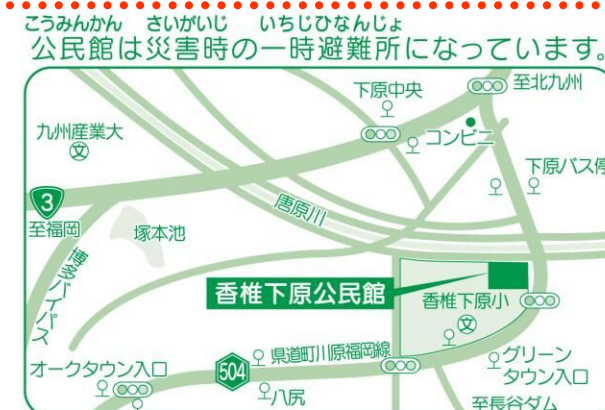 こうみんかん さいがいじ いちじひなんじょ
公民館は災害時の一時避難所になっています。
下原中央
至北九州
九州産業大
文
コンビニ
下原バス停
3
至福岡
塚本池
唐原川
博多バイパス
香椎下原公民館
香椎下原小
文
オークタウン入口
504
県道町川原福岡線
グリーン
タウン入口
八尻
至長谷ダム